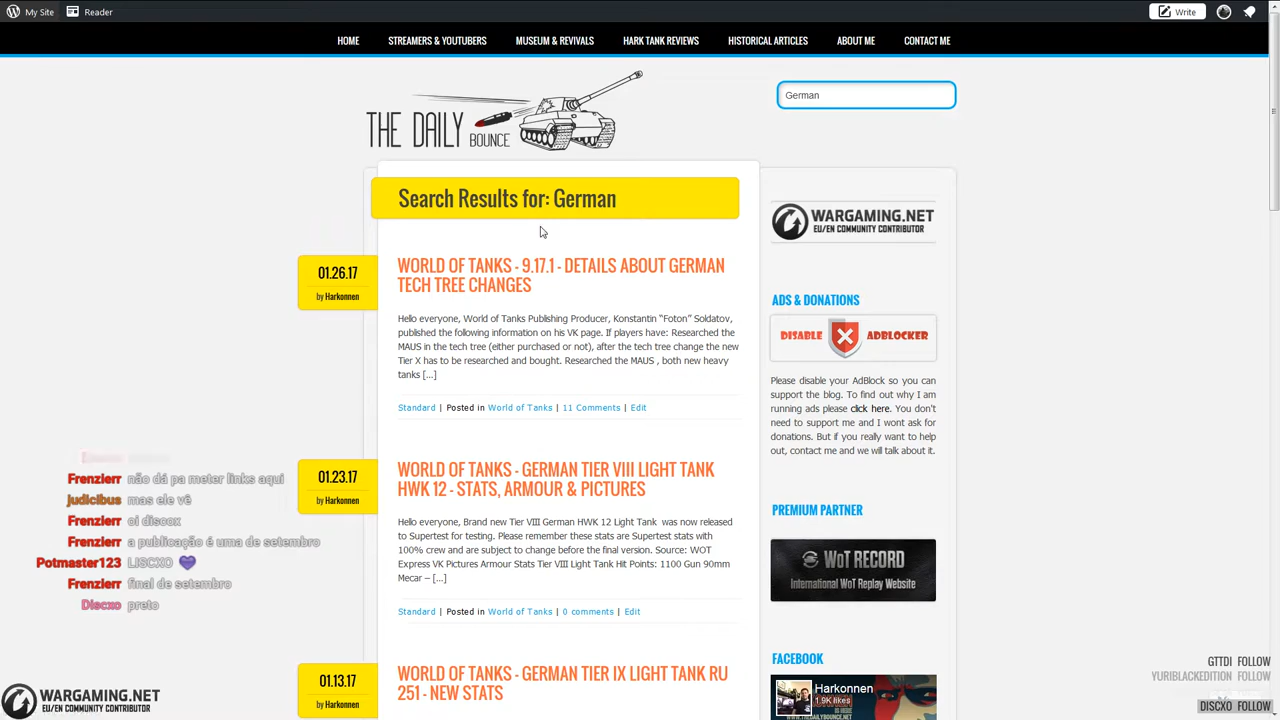 My Site
Reader
Write
HOME
STREAMERS & YOUTUBERS
MUSEUM & REVIVALS
HARK TANK REVIEWS
HISTORICAL ARTICLES
ABOUT ME
CONTACT ME
THE DAILY BOUNCE
German
Search Results for: German
01.26.17
by Harkonnen
WORLD OF TANKS - 9.17.1 - DETAILS ABOUT GERMAN
TECH TREE CHANGES
Hello everyone, World of Tanks Publishing Producer, Konstantin “Foton” Soldatov,
published the following information on his VK page. If players have: Researched the
MAUS in the tech tree (either purchased or not), after the tech tree change the new
Tier X has to be researched and bought. Researched the MAUS , both new heavy
tanks [...]
Standard | Posted in World of Tanks | 11 Comments | Edit
01.23.17
by Harkonnen
WORLD OF TANKS - GERMAN TIER VIII LIGHT TANK
HWK 12 - STATS, ARMOUR & PICTURES
Hello everyone, Brand new Tier VIII German HWK 12 Light Tank was now released
to Supertest for testing. Please remember these stats are Supertest stats with
100% crew and are subject to change before the final version. Source: WOT
Express VK Pictures Armour Stats Tier VIII Light Tank Hit Points: 1100 Gun 90mm
Mecar – [...]
Standard | Posted in World of Tanks | 0 comments | Edit
01.13.17
by Harkonnen
WORLD OF TANKS - GERMAN TIER IX LIGHT TANK RU
251 - NEW STATS
WARGAMING.NET
EU/EN COMMUNITY CONTRIBUTOR
ADS & DONATIONS
DISABLE ADBLOCKER
Please disable your AdBlock so you can
support the blog. To find out why I am
running ads please click here. You don't
need to support me and I wont ask for
donations. But if you really want to help
out, contact me and we will talk about it.
PREMIUM PARTNER
WoT RECORD
International WoT Replay Website
FACEBOOK
Harkonnen
1.9K likes
Frenzlerr não dá pa meter links aqui
judicibus mas ele vê
Frenzlerr oi discox
Frenzlerr a publicação é uma de setembro
Potmaster123 LISCXO 💜
Frenzlerr final de setembro
Discxo preto
WARGAMING.NET
EU/EN COMMUNITY CONTRIBUTOR
GTTDI FOLLOW
YURIBLACKEDITION FOLLOW
DISCXO FOLLOW